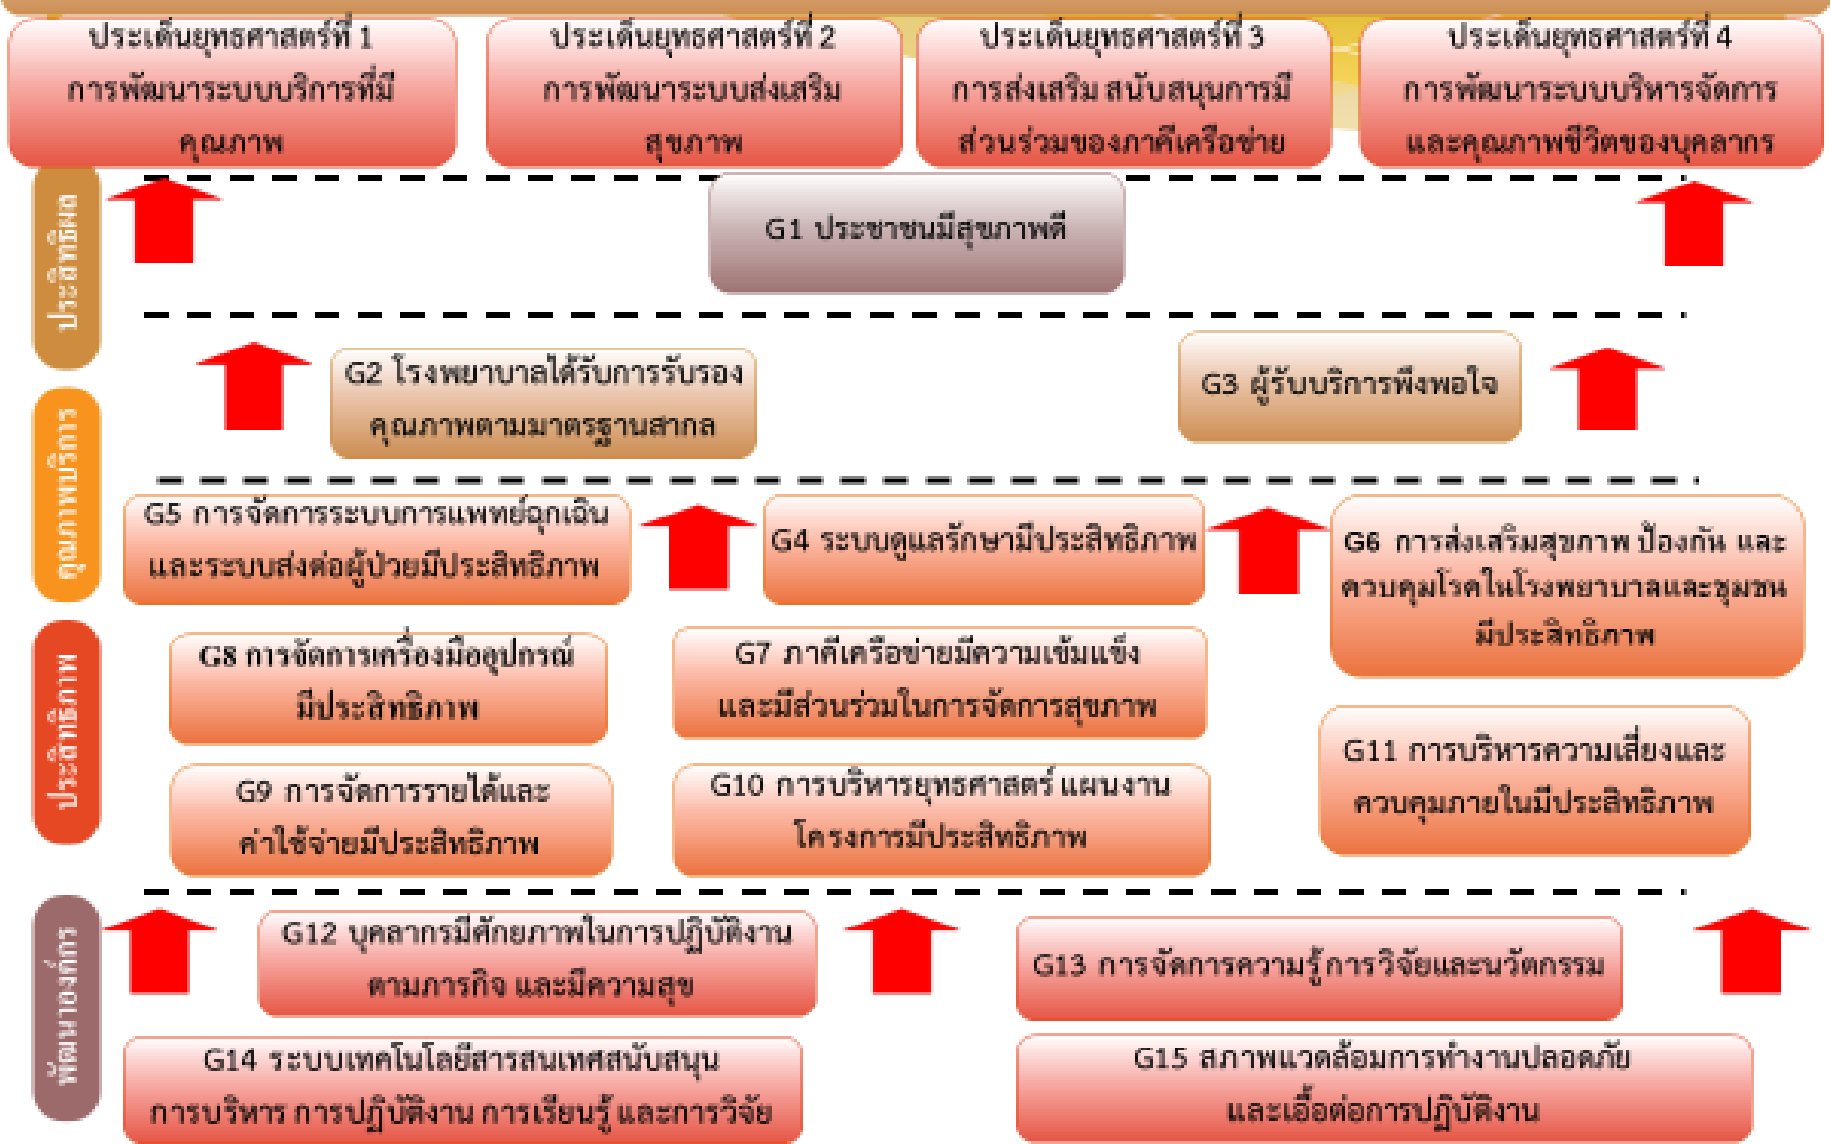 ประเด็นยุทธศาสตร์ที่ 1
การพัฒนาระบบบริการที่มี
คุณภาพ
ประเด็นยุทธศาสตร์ที่ 2
การพัฒนาระบบส่งเสริม
สุขภาพ
ประเด็นยุทธศาสตร์ที่ 3
การส่งเสริม สนับสนุนการมี
ส่วนร่วมของภาคีเครือข่าย
ประเด็นยุทธศาสตร์ที่ 4
การพัฒนาระบบบริหารจัดการ
และคุณภาพชีวิตของบุคลากร
ประสิทธิผล
G1 ประชาชนมีสุขภาพดี
คุณภาพบริการ
G2 โรงพยาบาลได้รับการรับรอง
คุณภาพตามมาตรฐานสากล
G3 ผู้รับบริการพึงพอใจ
ประสิทธิภาพ
G5 การจัดการระบบการแพทย์ฉุกเฉิน
และระบบส่งต่อผู้ป่วยมีประสิทธิภาพ
G4 ระบบดูแลรักษามีประสิทธิภาพ
G6 การส่งเสริมสุขภาพ ป้องกัน และ
ควบคุมโรคในโรงพยาบาลและชุมชน
มีประสิทธิภาพ
G8 การจัดการเครื่องมืออุปกรณ์
มีประสิทธิภาพ
G7 ภาคีเครือข่ายมีความเข้มแข็ง
และมีส่วนร่วมในการจัดการสุขภาพ
G11 การบริหารความเสี่ยงและ
ควบคุมภายในมีประสิทธิภาพ
G9 การจัดการรายได้และ
ค่าใช้จ่ายมีประสิทธิภาพ
G10 การบริหารยุทธศาสตร์ แผนงาน
โครงการมีประสิทธิภาพ
พัฒนาองค์กร
G12 บุคลากรมีศักยภาพในการปฏิบัติงาน
ตามภารกิจ และมีความสุข
G13 การจัดการความรู้ การวิจัยและนวัตกรรม
G14 ระบบเทคโนโลยีสารสนเทศสนับสนุน
การบริหาร การปฏิบัติงาน การเรียนรู้ และการวิจัย
G15 สภาพแวดล้อมการทำงานปลอดภัย
และเอื้อต่อการปฏิบัติงาน